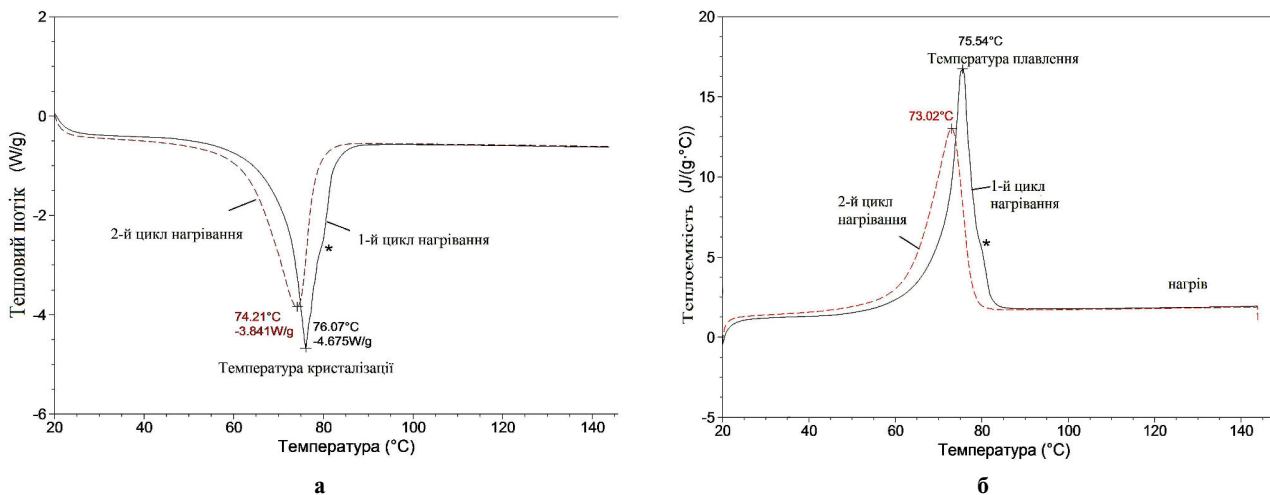 2
0
-2
-4
-6
Тепловий потік (W/g)
2-й цикл нагрівання
1-й цикл нагрівання
*
74.21°C
-3.841W/g
76.07°C
-4.675W/g
Температура кристалізації
20
40
60
80
100
120
140
Температура (°C)
а
20
15
10
5
0
-5
Теплоємкість (J/(g·°C))
75.54°C
Температура плавлення
73.02°C
2-й цикл
нагрівання
1-й цикл
нагрівання
*
нагрів
20
40
60
80
100
120
140
Температура (°C)
б